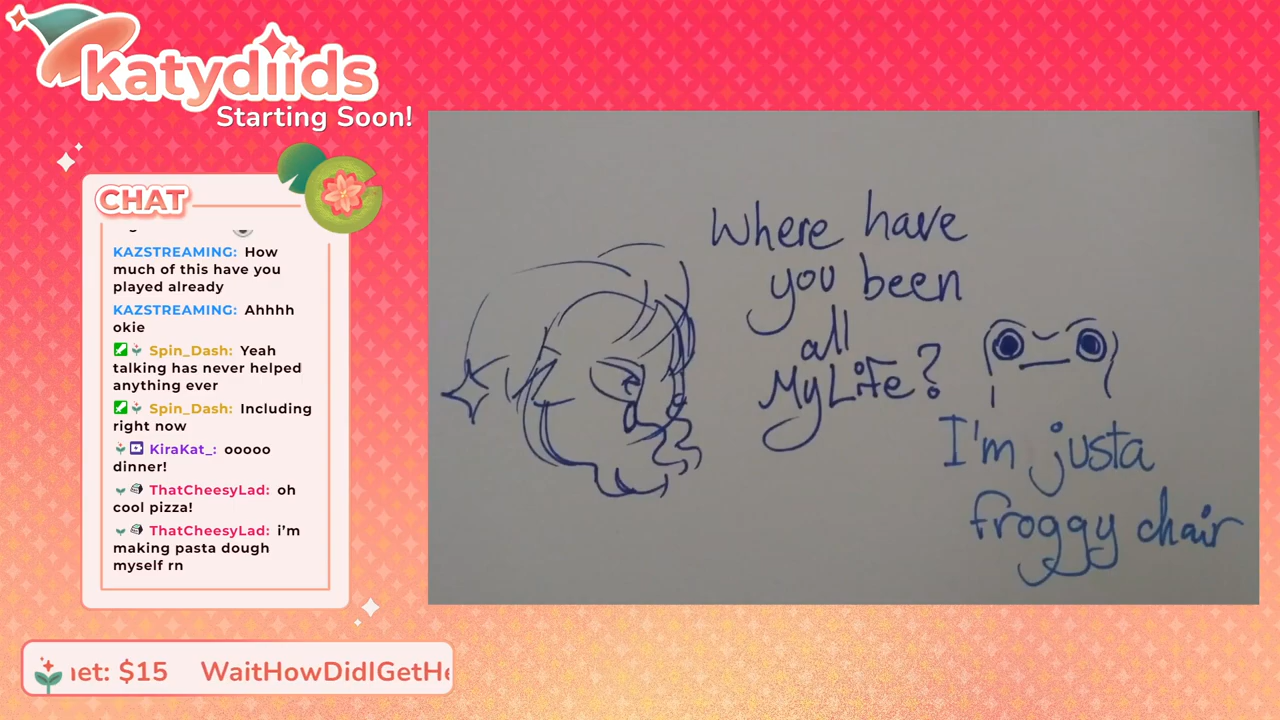 Katydiids
Starting Soon!
CHAT
KAZSTREAMING: How
much of this have you
played already
KAZSTREAMING: Ahhhh
okie
Spin_Dash: Yeah
talking has never helped
anything ever
Spin_Dash: Including
right now
KiraKat_: ooooo
dinner!
ThatCheesyLad: oh
cool pizza!
ThatCheesyLad: i'm
making pasta dough
myself rn
Where have
you been
all
My Life?
I'm justa
froggy chair
$15 WaitHowDidIGetHe